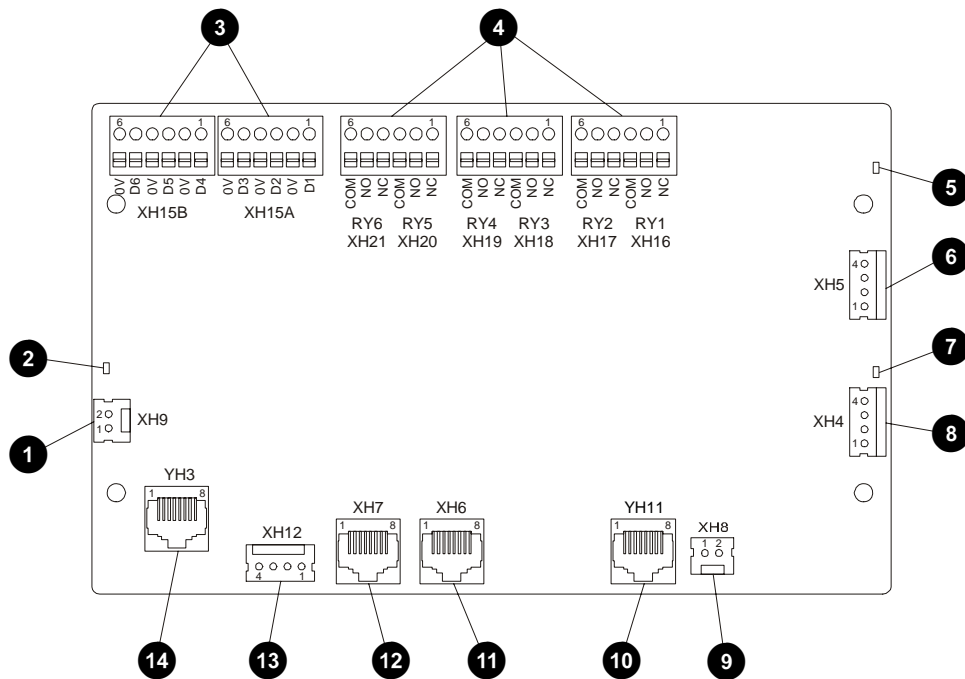 3 4
6 1 6 1 6 1 6 1 6 1
0V D6 0V D5 0V D4 0V D3 0V D2 0V D1 COM NO NC COM NO NC COM NO NC COM NO NC COM NO NC COM NO NC
XH15B XH15A
RY6 RY5 RY4 RY3 RY2 RY1
XH21 XH20 XH19 XH18 XH17 XH16
5
6
XH5
4
1
2
7
XH9
2
1
1
XH4
4
1
8
YH3
1 8
XH12
4 1
XH7
1 8
XH6
1 8
YH11
1 8
XH8
1 2
14 13 12 11 10 9